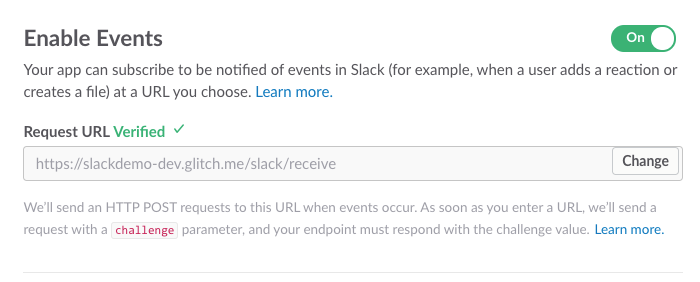 Enable Events
On
Your app can subscribe to be notified of events in Slack (for example, when a user adds a reaction or
creates a file) at a URL you choose. Learn more.
Request URL Verified ✓
https://slackdemo-dev.glitch.me/slack/receive
Change
We’ll send an HTTP POST requests to this URL when events occur. As soon as you enter a URL, we’ll send a
request with a challenge parameter, and your endpoint must respond with the challenge value. Learn more.